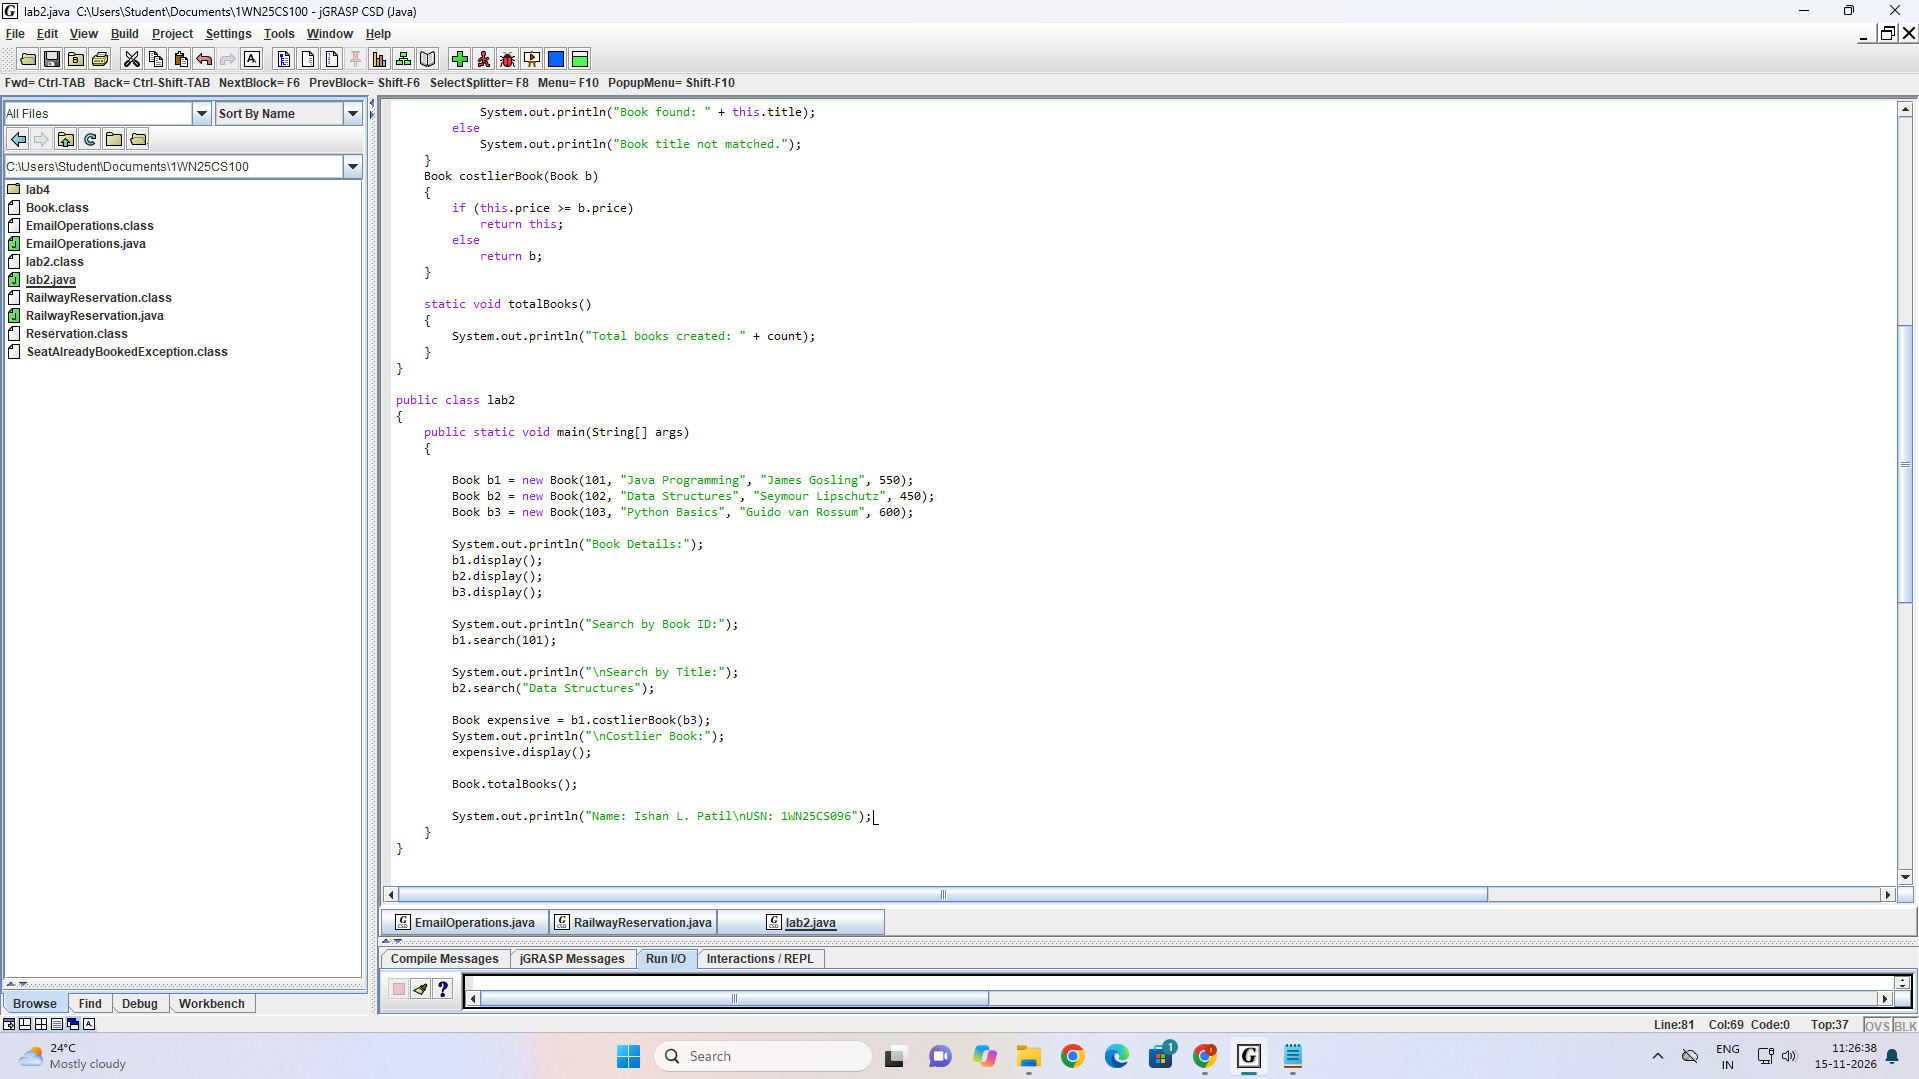 lab2.java  C:\Users\Student\Documents\1WN25CS100 - jGRASP CSD (Java)
File Edit View Build Project Settings Tools Window Help
Fwd= Ctrl-TAB  Back= Ctrl-Shift-TAB  NextBlock= F6  PrevBlock= Shift-F6  SelectSplitter= F8  Menu= F10  PopupMenu= Shift-F10
All Files
Sort By Name
C:\Users\Student\Documents\1WN25CS100
lab4
Book.class
EmailOperations.class
EmailOperations.java
lab2.class
lab2.java
RailwayReservation.class
RailwayReservation.java
Reservation.class
SeatAlreadyBookedException.class
Browse Find Debug Workbench
            System.out.println("Book found: " + this.title);
        else
            System.out.println("Book title not matched.");
    }
    Book costlierBook(Book b)
    {
        if (this.price >= b.price)
            return this;
        else
            return b;
    }
    static void totalBooks()
    {
        System.out.println("Total books created: " + count);
    }
}
public class lab2
{
    public static void main(String[] args)
    {
        Book b1 = new Book(101, "Java Programming", "James Gosling", 550);
        Book b2 = new Book(102, "Data Structures", "Seymour Lipschutz", 450);
        Book b3 = new Book(103, "Python Basics", "Guido van Rossum", 600);
        System.out.println("Book Details:");
        b1.display();
        b2.display();
        b3.display();
        System.out.println("Search by Book ID:");
        b1.search(101);
        System.out.println("\nSearch by Title:");
        b2.search("Data Structures");
        Book expensive = b1.costlierBook(b3);
        System.out.println("\nCostlier Book:");
        expensive.display();
        Book.totalBooks();
        System.out.println("Name: Ishan L. Patil\nUSN: 1WN25CS096");
    }
}
EmailOperations.java RailwayReservation.java lab2.java
Compile Messages jGRASP Messages Run I/O Interactions / REPL
Line:81 Col:69 Code:0 Top:37 OVS BLK
24°C
Mostly cloudy
Search
1
ENG
IN
11:26:38
15-11-2026